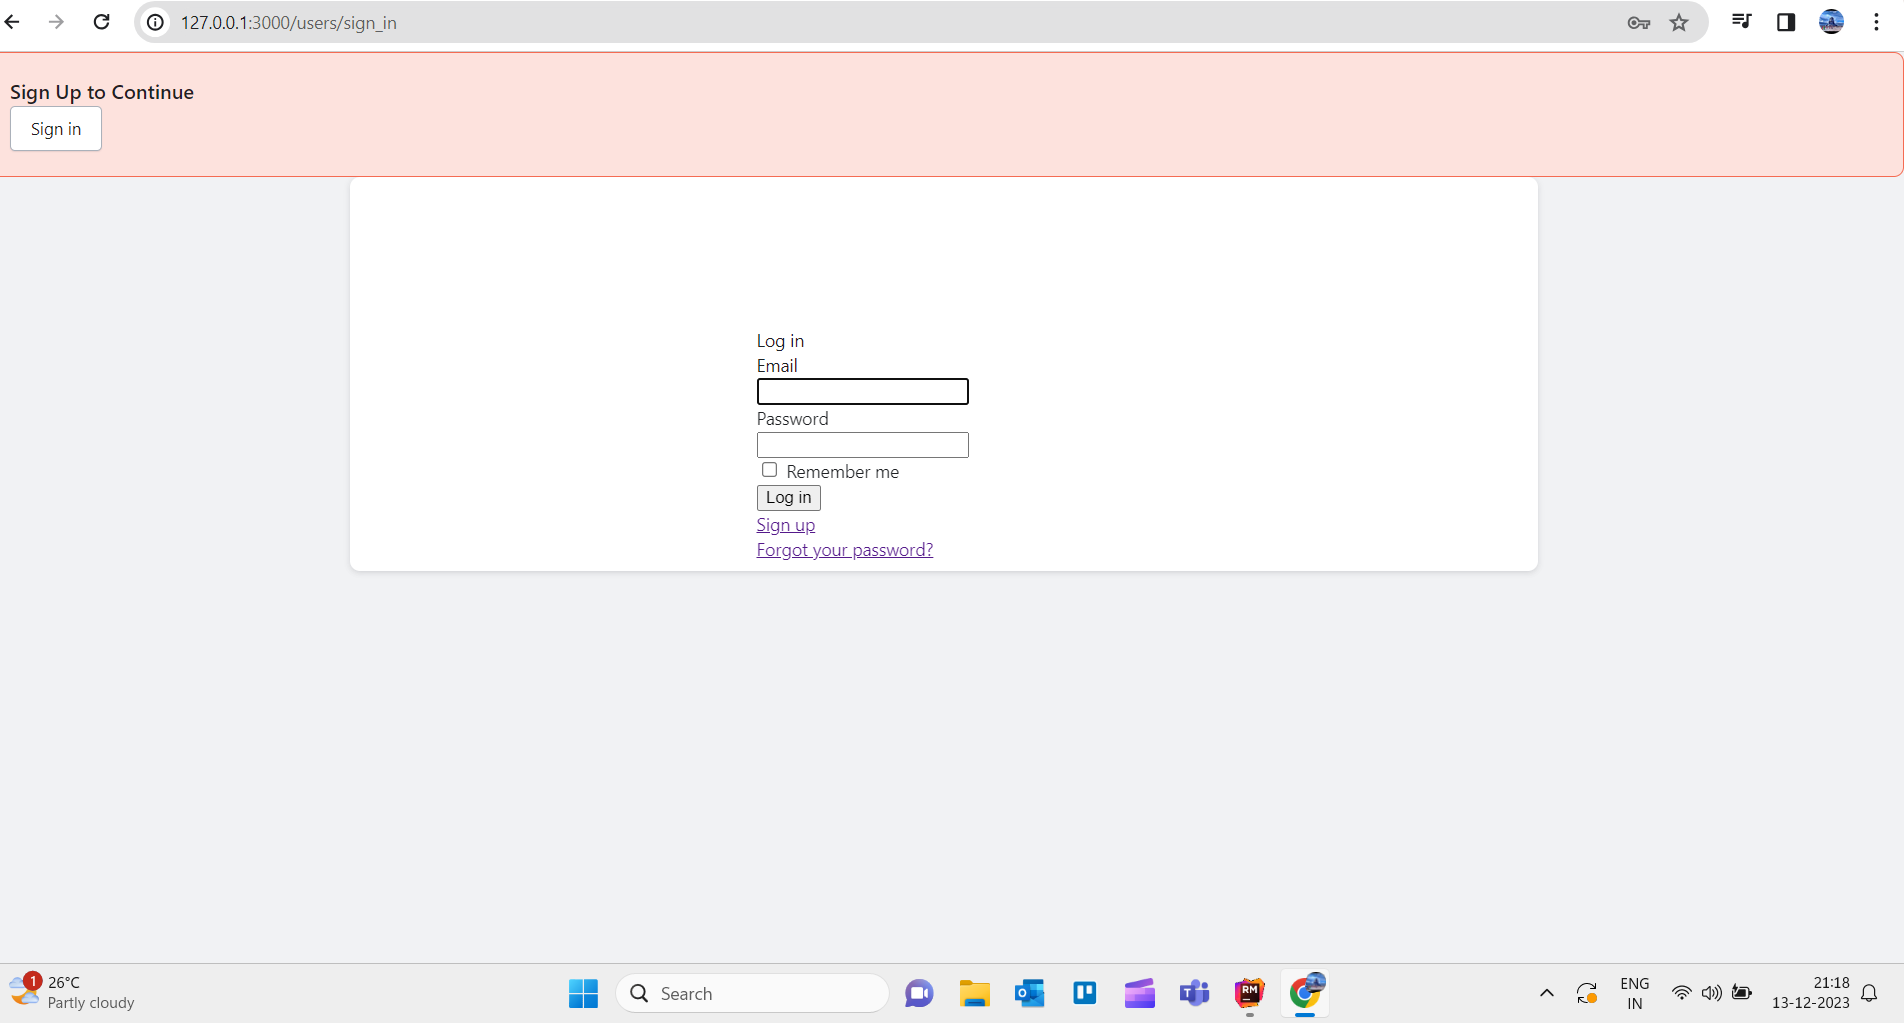 127.0.0.1:3000/users/sign_in
Sign Up to Continue
Sign in
Log in
Email
Password
Remember me
Log in
Sign up
Forgot your password?
1
26°C
Partly cloudy
Search
RM
ENG
IN
21:18
13-12-2023